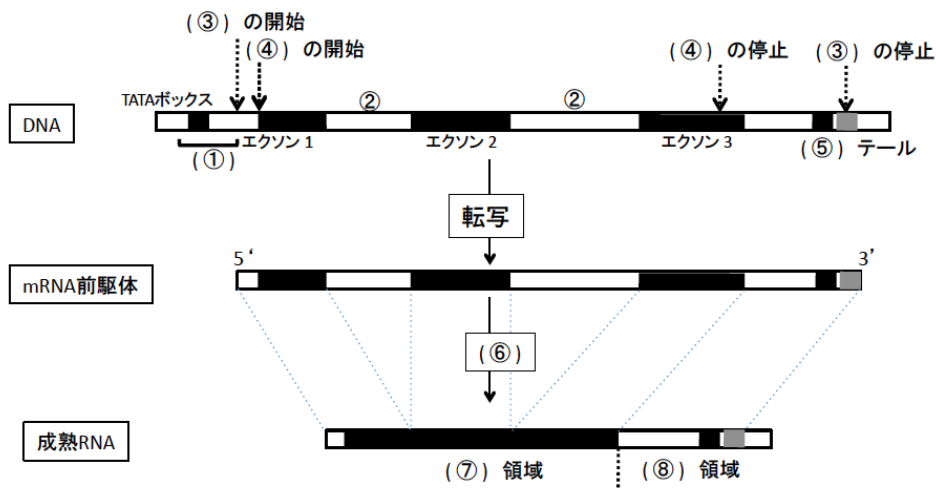 (③) の開始
(④) の開始
(④) の停止
(③) の停止
TATAボックス
②
②
DNA
(①)
エクソン 1
エクソン 2
エクソン 3
(⑤) テール
転写
5 ‘
3’
mRNA前駆体
(⑥)
成熟RNA
(⑦) 領域
(⑧) 領域